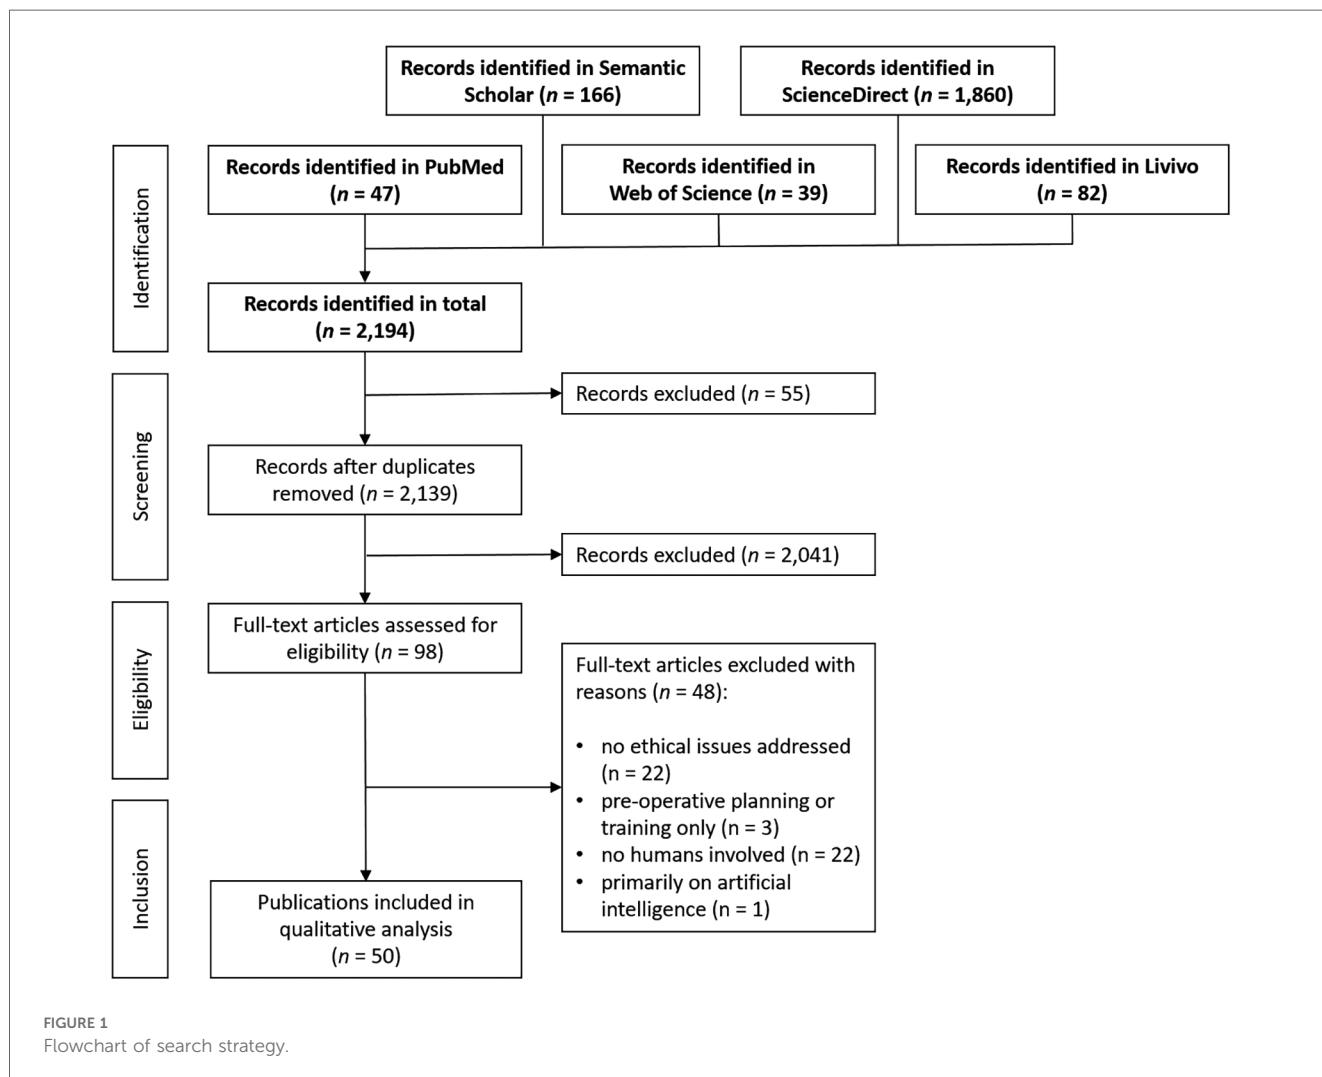 Records identified in Semantic
Scholar (n = 166)
Records identified in
ScienceDirect (n = 1,860)
Identification
Records identified in PubMed
(n = 47)
Records identified in
Web of Science (n = 39)
Records identified in Livivo
(n = 82)
Records identified in total
(n = 2,194)
Screening
Records excluded (n = 55)
Records after duplicates
removed (n = 2,139)
Records excluded (n = 2,041)
Eligibility
Full-text articles assessed for
eligibility (n = 98)
Full-text articles excluded with
reasons (n = 48):
• no ethical issues addressed
(n = 22)
• pre-operative planning or
training only (n = 3)
• no humans involved (n = 22)
• primarily on artificial
intelligence (n = 1)
Inclusion
Publications included in
qualitative analysis
(n = 50)
FIGURE 1
Flowchart of search strategy.